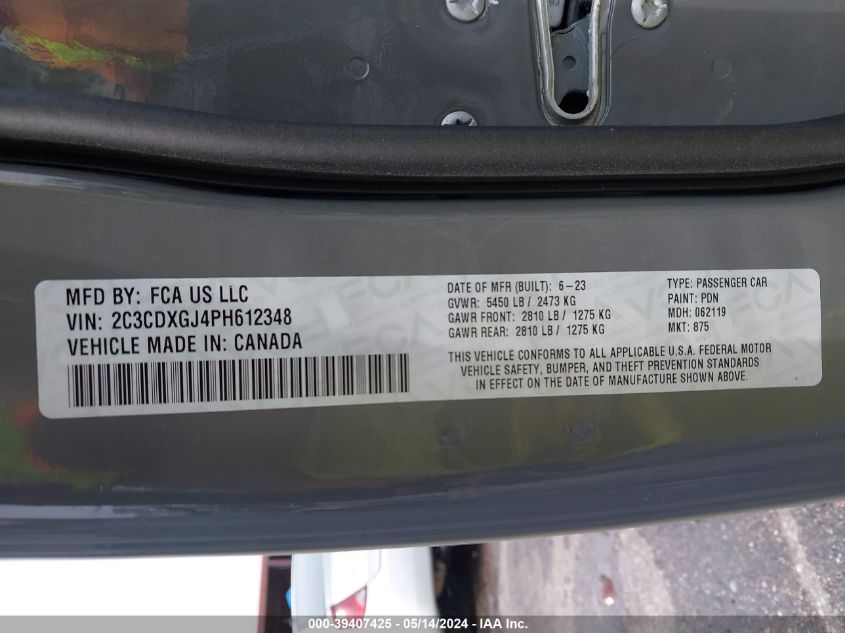 MFD BY: FCA US LLC
VIN: 2C3CDXGJ4PH612348
VEHICLE MADE IN: CANADA
DATE OF MFR (BUILT): 6-23
GVWR: 5450 LB / 2473 KG
GAWR FRONT: 2810 LB / 1275 KG
GAWR REAR: 2810 LB / 1275 KG
TYPE: PASSENGER CAR
PAINT: PDN
MDH: 062119
MKT: 875
THIS VEHICLE CONFORMS TO ALL APPLICABLE U.S.A. FEDERAL MOTOR
VEHICLE SAFETY, BUMPER, AND THEFT PREVENTION STANDARDS
IN EFFECT ON THE DATE OF MANUFACTURE SHOWN ABOVE.
000-39407425 - 05/14/2024 - IAA Inc.